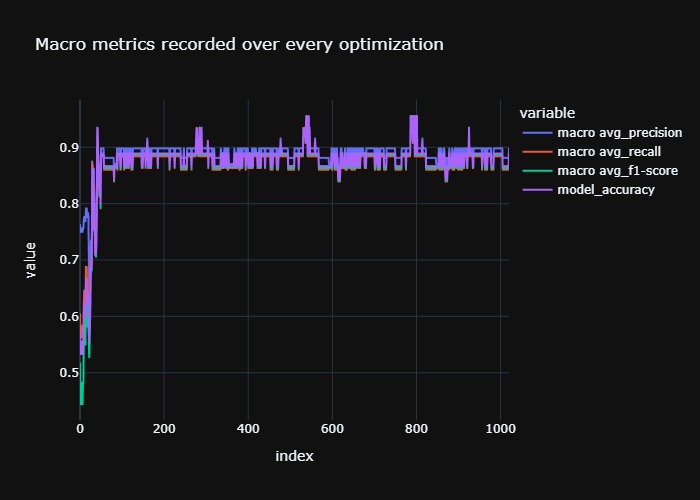 Macro metrics recorded over every optimization
variable
macro avg_precision
macro avg_recall
macro avg_f1-score
model_accuracy
0.9
0.8
0.7
0.6
0.5
value
0 200 400 600 800 1000
index